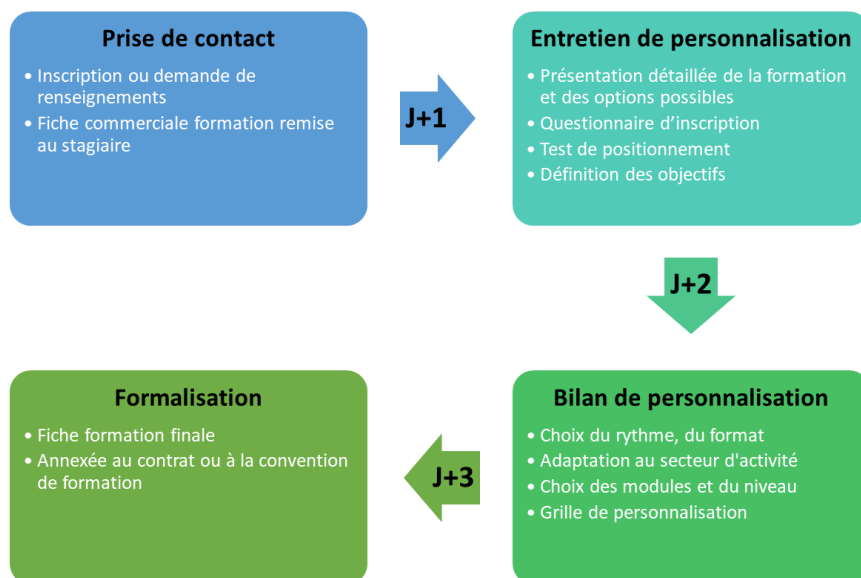 Prise de contact
• Inscription ou demande de
renseignements
• Fiche commerciale formation remise
au stagiaire
J+1
Entretien de personnalisation
• Présentation détaillée de la formation
et des options possibles
• Questionnaire d'inscription
• Test de positionnement
• Définition des objectifs
J+2
Bilan de personnalisation
• Choix du rythme, du format
• Adaptation au secteur d'activité
• Choix des modules et du niveau
• Grille de personnalisation
J+3
Formalisation
• Fiche formation finale
• Annexée au contrat ou à la convention
de formation